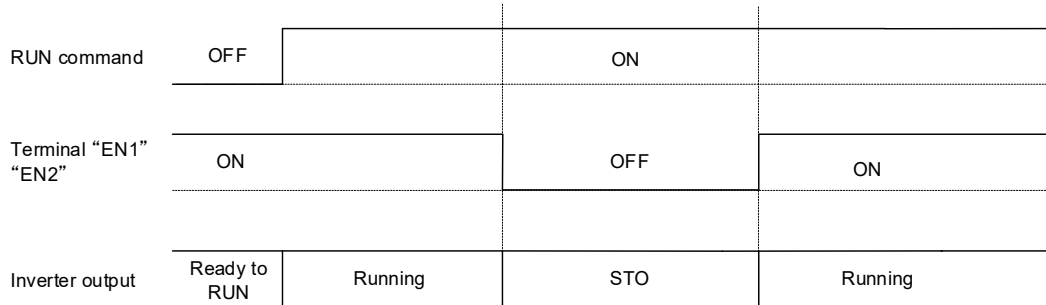 RUN command OFF ON
Terminal “EN1”
“EN2”
ON OFF ON
Inverter output
Ready to
RUN
Running STO Running